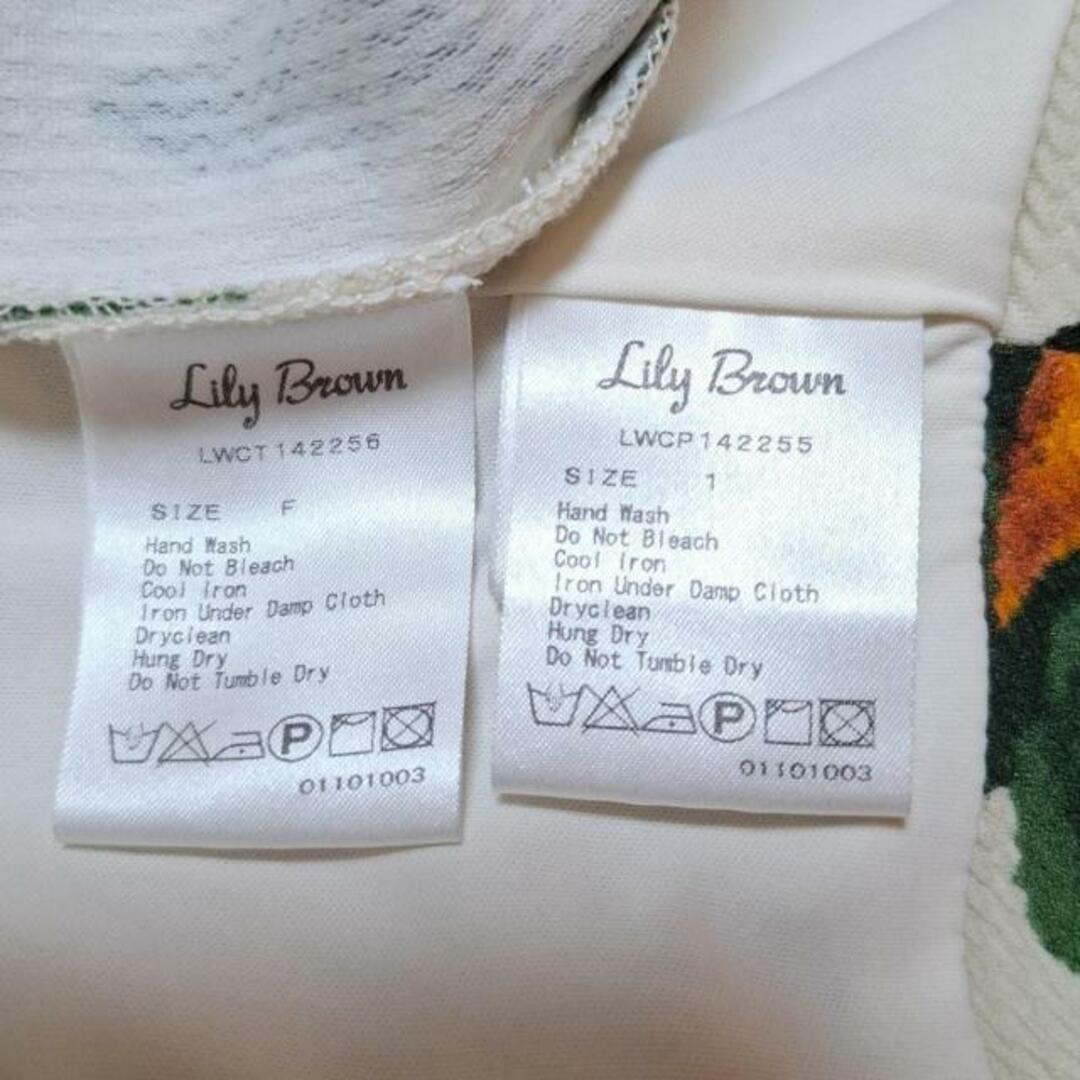 Lily Brown
LWCT142256
SIZE F
Hand Wash
Do Not Bleach
Cool Iron
Iron Under Damp Cloth
Dryclean
Hung Dry
Do Not Tumble Dry
P
01101003
Lily Brown
LWCP142255
SIZE 1
Hand Wash
Do Not Bleach
Cool Iron
Iron Under Damp Cloth
Dryclean
Hung Dry
Do Not Tumble Dry
P
01101003